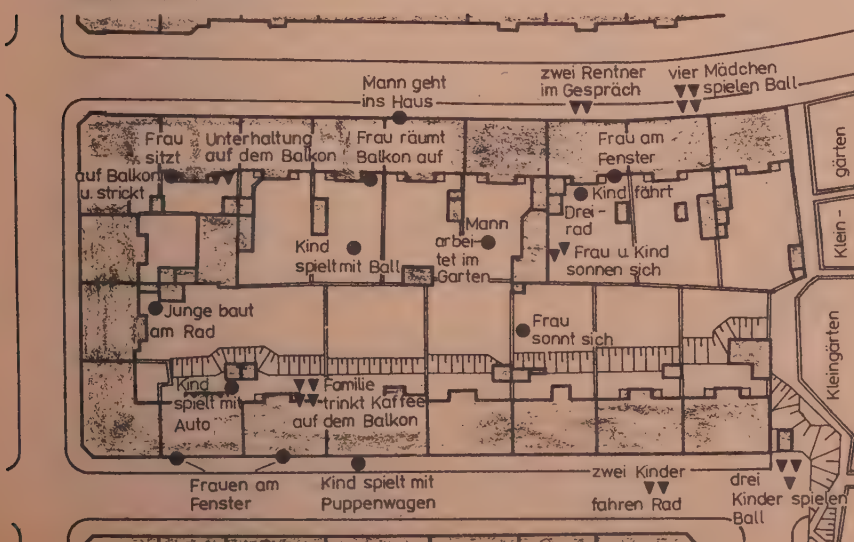 Mann geht
ins Haus
zwei Rentner
im Gespräch
vier Mädchen
spielen Ball
Frau
sitzt
auf Balkon
u. strickt
Unterhaltung
auf dem Balkon
Frau räumt
Balkon auf
Frau am
Fenster
Kind fährt
Drei-
rad
Kind
spielt mit Ball
Mann
arbei-
tet im
Garten
Frau u Kind
sonnen sich
gärten
Klein-
Kleingärten
Junge baut
am Rad
Frau
sonnt sich
Kind
spielt mit
Auto
Familie
trinkt Kaffee
auf dem Balkon
Frauen am
Fenster
Kind spielt mit
Puppenwagen
zwei Kinder
fahren Rad
drei
Kinder spielen
Ball